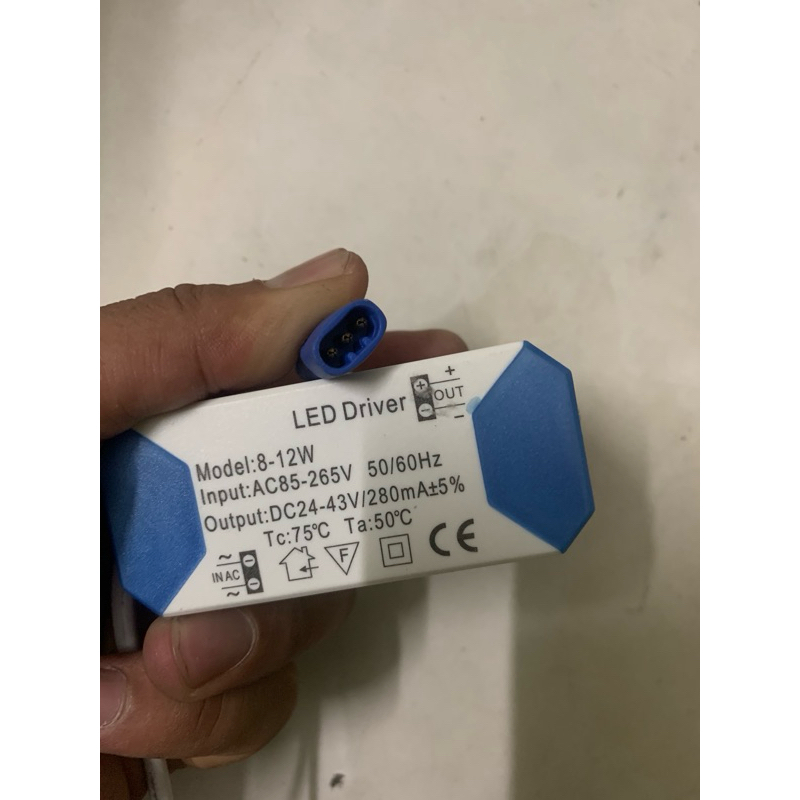 LED Driver
+
OUT
−
Model:8-12W
Input:AC85-265V 50/60Hz
Output:DC24-43V/280mA±5%
Tc:75℃ Ta:50℃
~
IN AC
~
F
CE